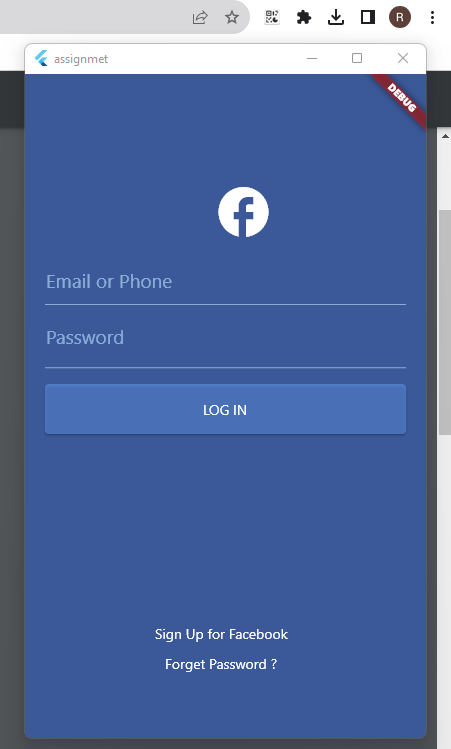 R
assignmet
DEBUG
Email or Phone
Password
LOG IN
Sign Up for Facebook
Forget Password ?